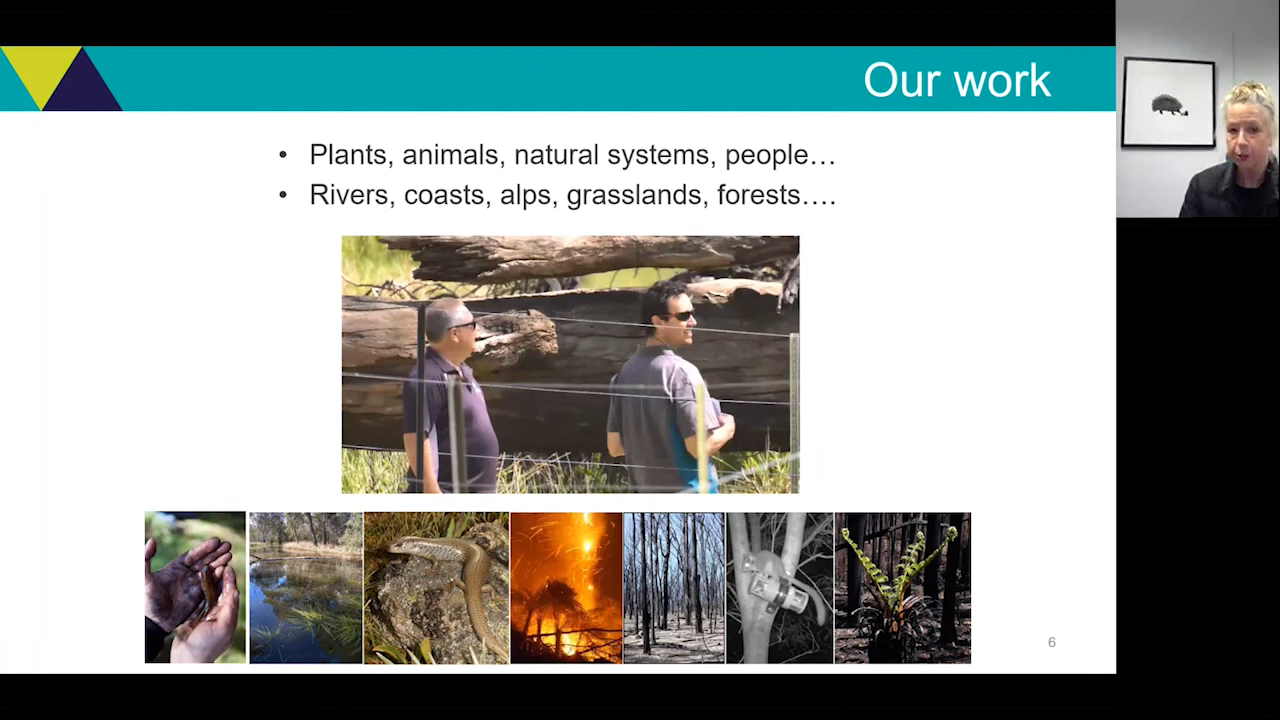 Our work
• Plants, animals, natural systems, people…
• Rivers, coasts, alps, grasslands, forests….
6